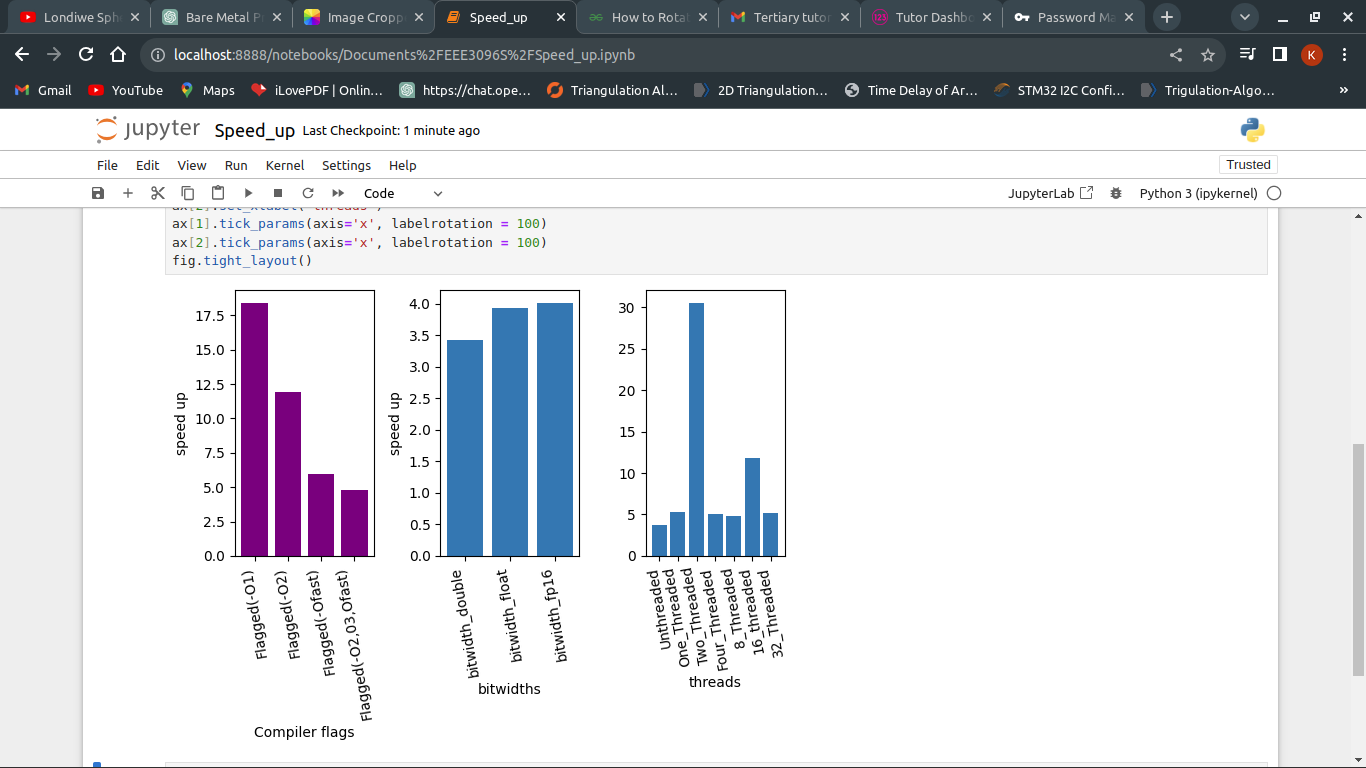 Londiwe Sphe
Bare Metal P
Image Cropp
Speed_up
How to Rotat
Tertiary tutor
Tutor Dashbo
Password Ma
localhost:8888/notebooks/Documents%2FEEE3096S%2FSpeed_up.ipynb
K
Gmail
YouTube
Maps
iLovePDF | Onlin…
https://chat.ope…
Triangulation Al…
2D Triangulation…
Time Delay of Ar…
STM32 I2C Confi…
Trigulation-Algo…
»
jupyter Speed_up Last Checkpoint: 1 minute ago
File Edit View Run Kernel Settings Help
Trusted
Code
JupyterLab
Python 3 (ipykernel)
ax[2].set_xlabel('threads')
ax[1].tick_params(axis='x', labelrotation = 100)
ax[2].tick_params(axis='x', labelrotation = 100)
fig.tight_layout()
17.5
15.0
12.5
10.0
7.5
5.0
2.5
0.0
speed up
Flagged(-O1)
Flagged(-O2)
Flagged(-Ofast)
Flagged(-O2,03,Ofast)
Compiler flags
4.0
3.5
3.0
2.5
2.0
1.5
1.0
0.5
0.0
speed up
bitwidth_double
bitwidth_float
bitwidth_fp16
bitwidths
30
25
20
15
10
5
0
Unthreaded
One_Threaded
Two_Threaded
Four_Threaded
8_Threaded
16_threaded
32_Threaded
threads